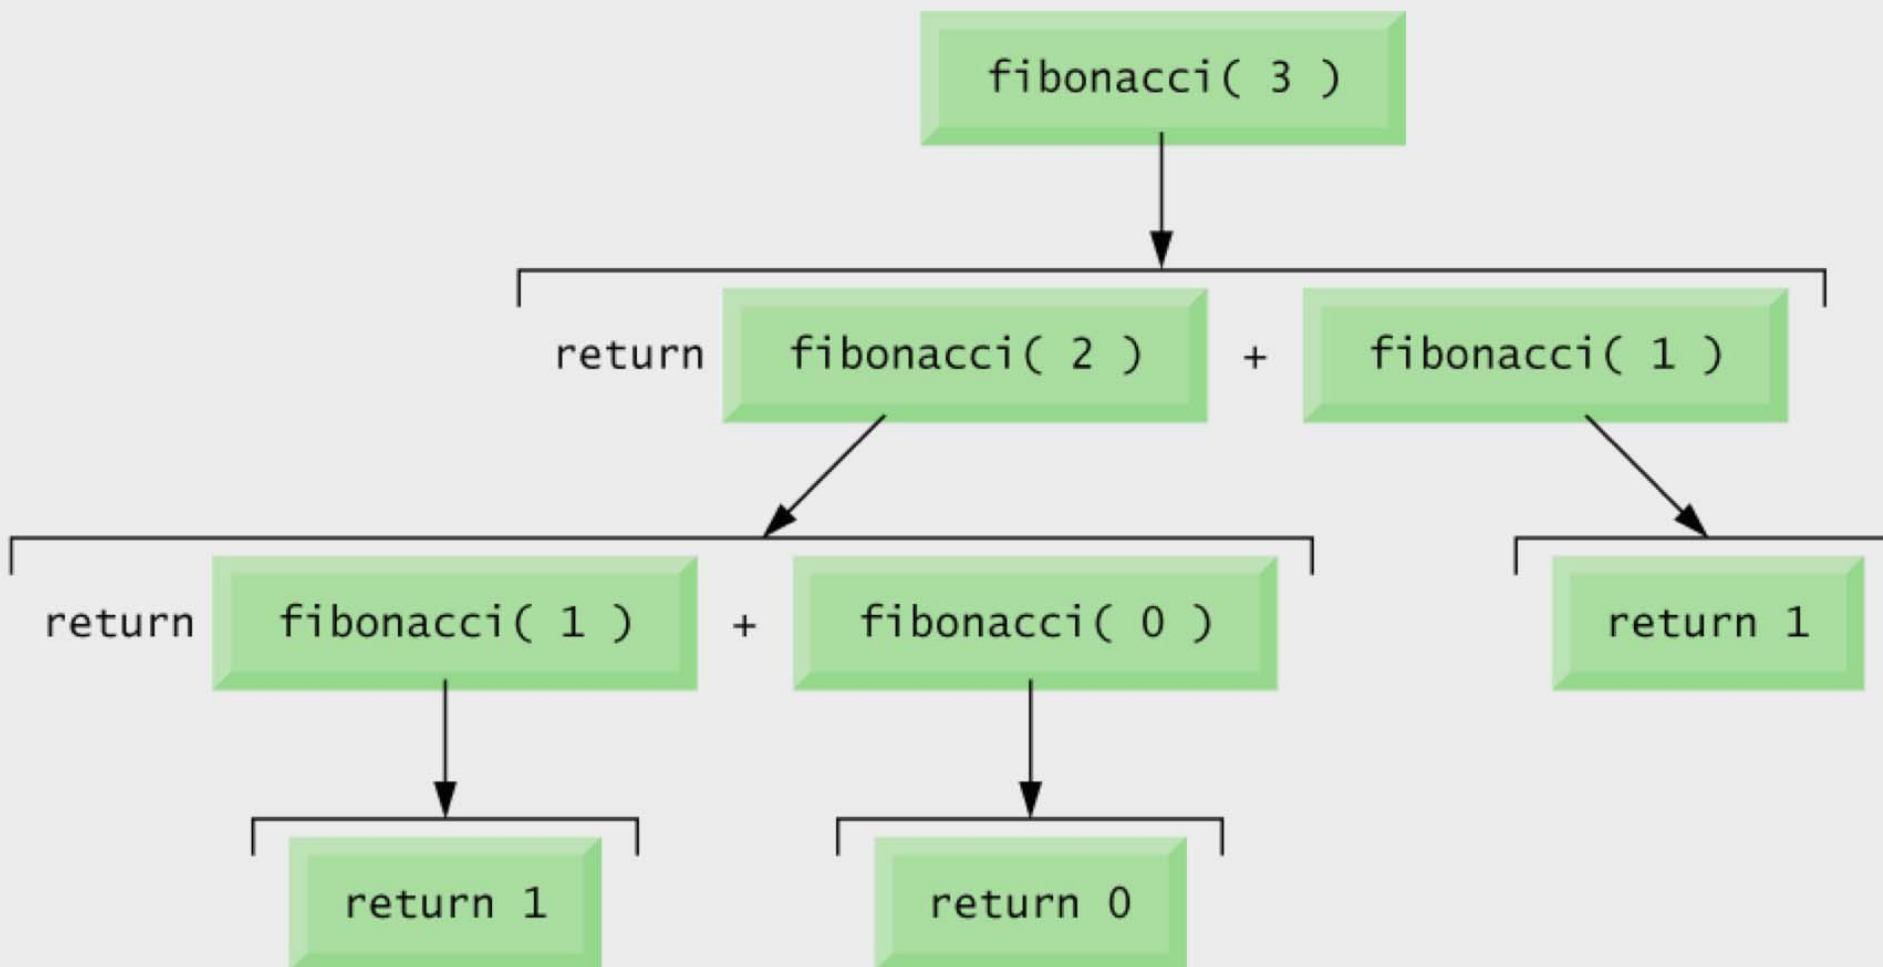 fibonacci( 3 )
return fibonacci( 2 ) + fibonacci( 1 )
return fibonacci( 1 ) + fibonacci( 0 ) return 1
return 1 return 0